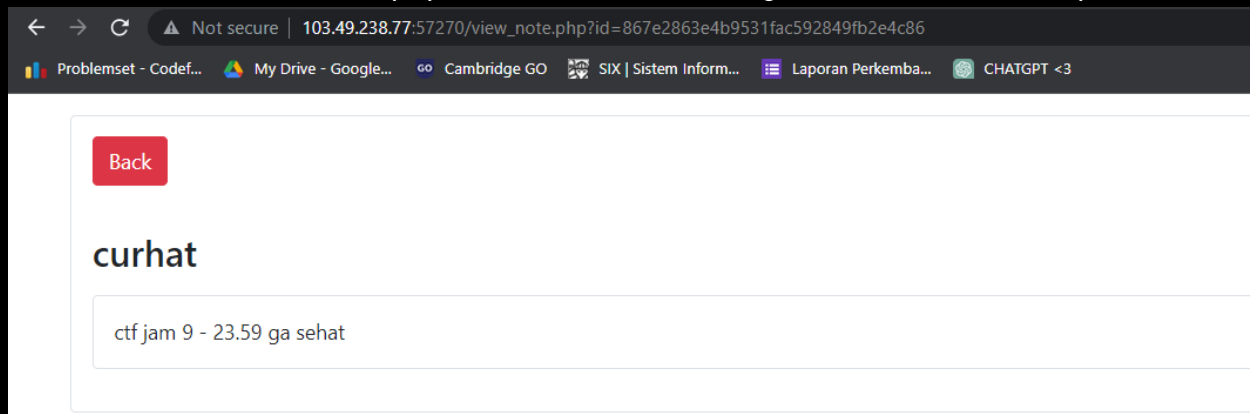 Not secure | 103.49.238.77:57270/view_note.php?id=867e2863e4b9531fac592849fb2e4c86
Problemset - Codef... My Drive - Google... GO Cambridge GO SIX | Sistem Inform... Laporan Perkemba... CHATGPT <3
Back
curhat
ctf jam 9 - 23.59 ga sehat